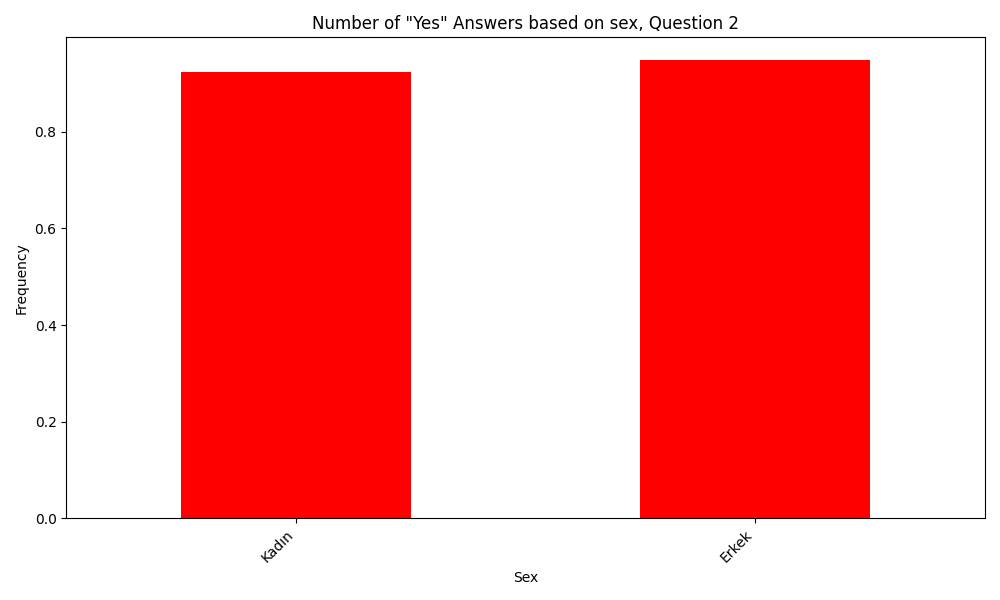 Number of "Yes" Answers based on sex, Question 2
Frequency
0.8
0.6
0.4
0.2
0.0
Kadın
Erkek
Sex